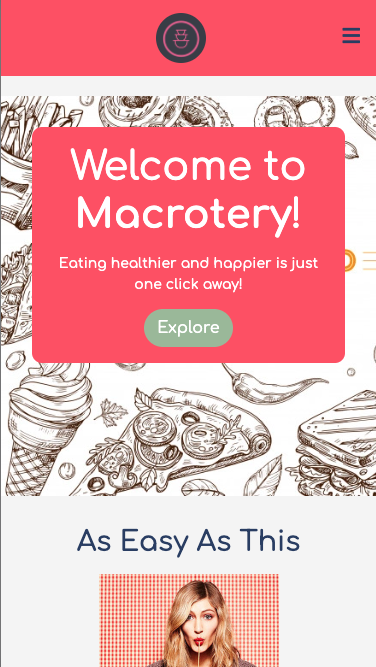 Welcome to
Macrotery!
Eating healthier and happier is just
one click away!
Explore
As Easy As This